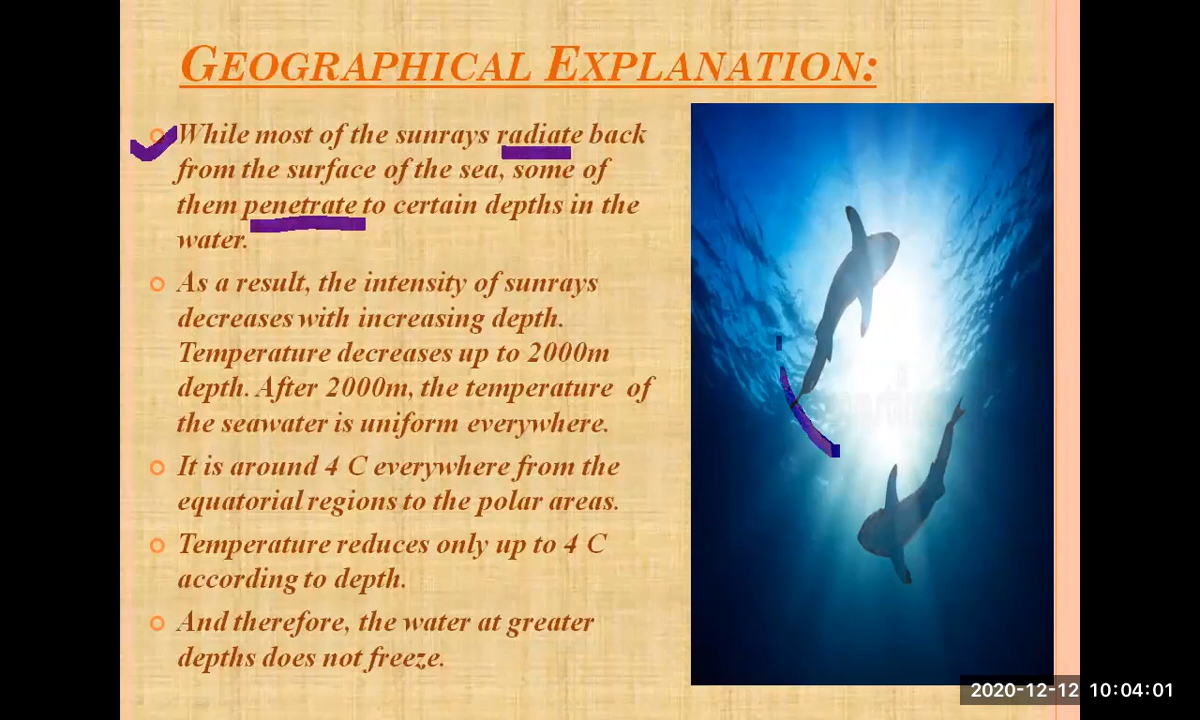 GEOGRAPHICAL EXPLANATION:
While most of the sunrays radiate back
from the surface of the sea, some of
them penetrate to certain depths in the
water.
As a result, the intensity of sunrays
decreases with increasing depth.
Temperature decreases up to 2000m
depth. After 2000m, the temperature of
the seawater is uniform everywhere.
It is around 4 C everywhere from the
equatorial regions to the polar areas.
Temperature reduces only up to 4 C
according to depth.
And therefore, the water at greater
depths does not freeze.
2020-12-12 10:04:01